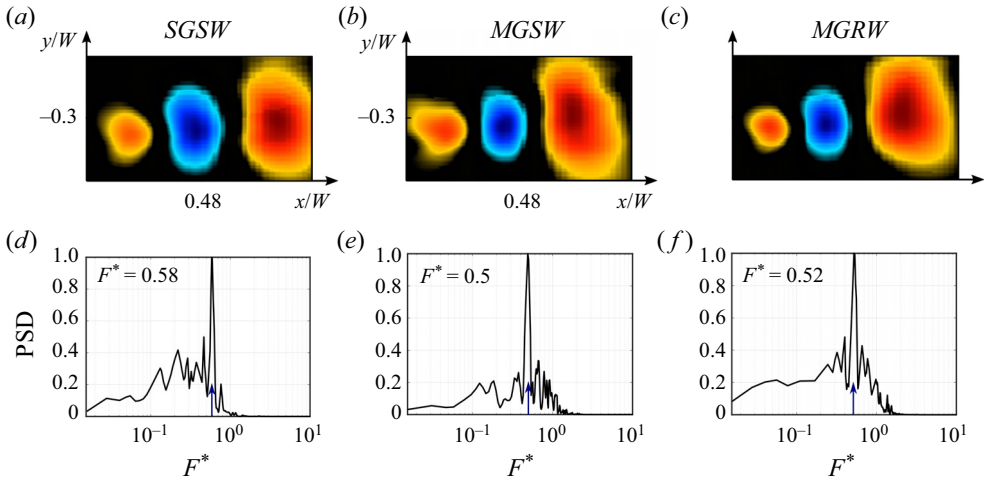 (a) SGSW (b) MGSW (c) MGRW
y/W y/W
–0.3 –0.3
0.48 x/W 0.48 x/W
(d) (e) (f)
1.0 1.0 1.0
F* = 0.58 F* = 0.5 F* = 0.52
0.8 0.8 0.8
0.6 0.6 0.6
PSD
0.4 0.4 0.4
0.2 0.2 0.2
0 0 0
10–1 100 101 10–1 100 101 10–1 100 101
F* F* F*